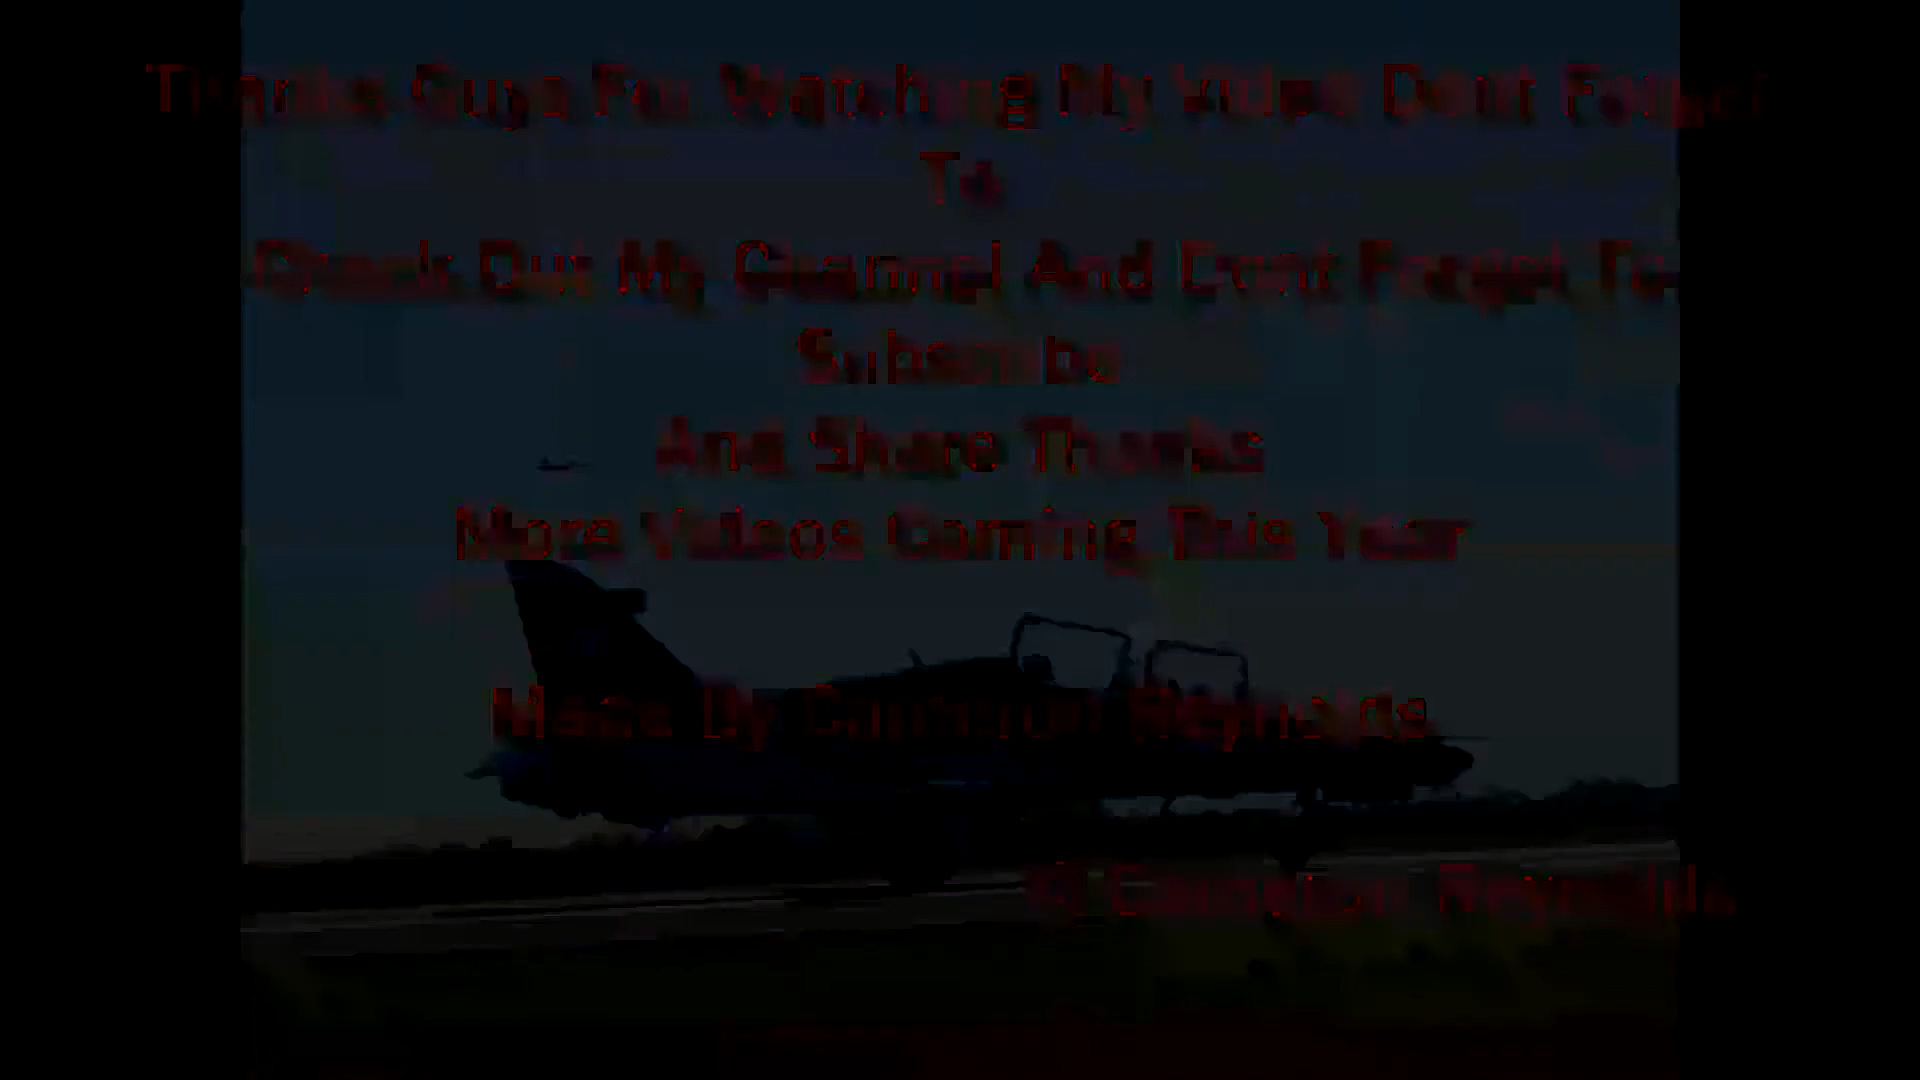 Thanks Guys For Watching My Video Dont Forget
To
Check Out My Channel And Dont Forget To
Subscribe
And Share Thanks
More Videos Coming This Year
Made By Cameron Reynolds
© Cameron Reynolds